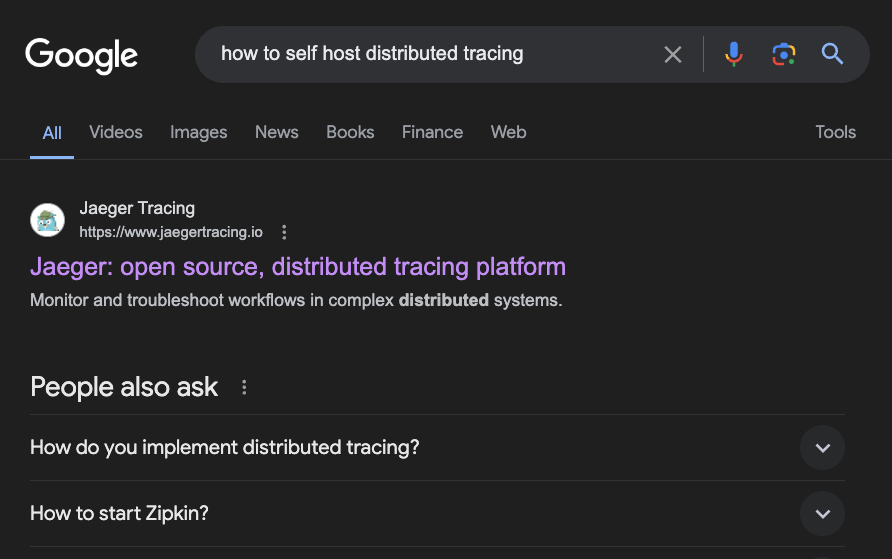 Google
how to self host distributed tracing
All Videos Images News Books Finance Web Tools
Jaeger Tracing
https://www.jaegertracing.io
Jaeger: open source, distributed tracing platform
Monitor and troubleshoot workflows in complex distributed systems.
People also ask
How do you implement distributed tracing?
How to start Zipkin?